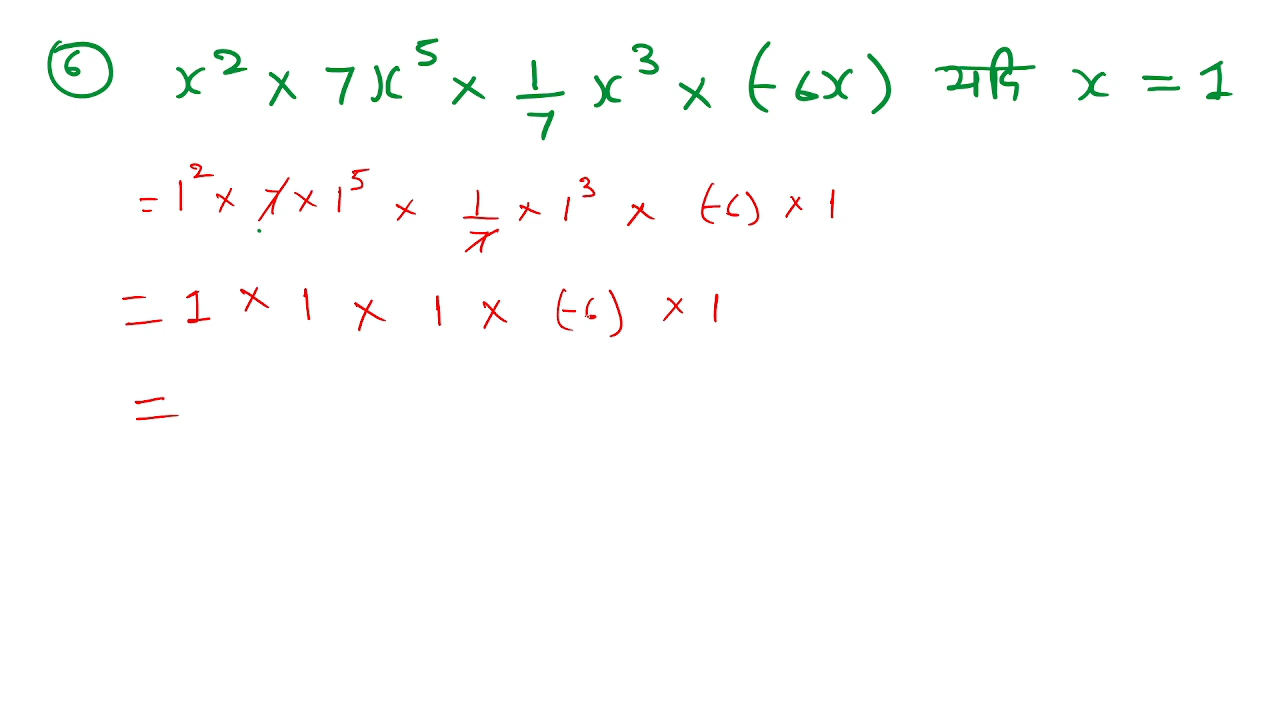 ⑥ x² × 7x⁵ × 1/7 x³ × (-6x) यदि x = 1
= 1² × 7 × 1⁵ × 1/7 × 1³ × (-6) × 1
= 1 × 1 × 1 × (-6) × 1
=